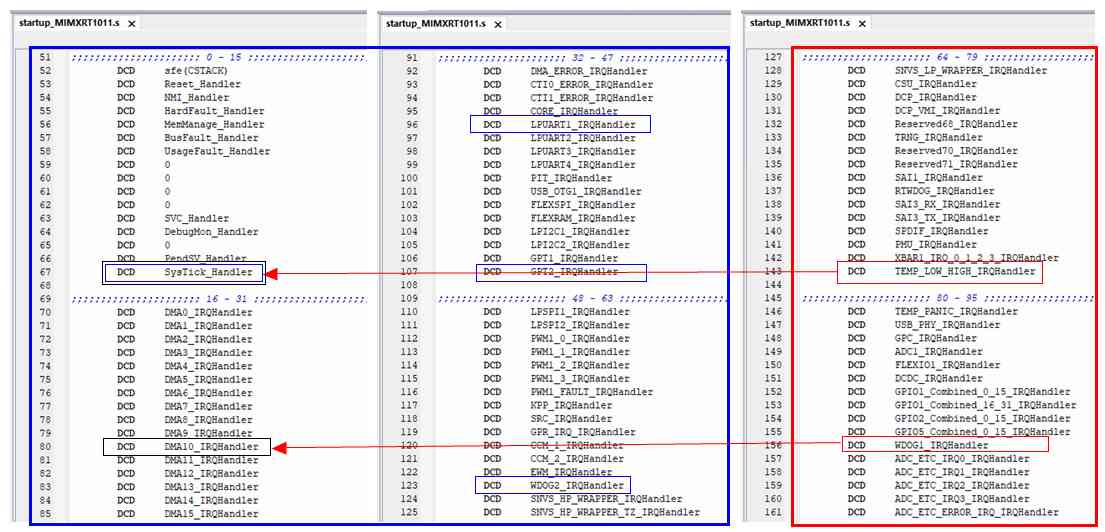 startup_MIMXRT1011.s ×
51 ;;;;;;;;;;;;;;;;;;;; 0 - 15 ;;;;;;;;;;;;;;;;;;;;
52 DCD sfe(CSTACK)
53 DCD Reset_Handler
54 DCD NMI_Handler
55 DCD HardFault_Handler
56 DCD MemManage_Handler
57 DCD BusFault_Handler
58 DCD UsageFault_Handler
59 DCD 0
60 DCD 0
61 DCD 0
62 DCD 0
63 DCD SVC_Handler
64 DCD DebugMon_Handler
65 DCD 0
66 DCD PendSV_Handler
67 DCD SysTick_Handler
68
69 ;;;;;;;;;;;;;;;;;;;; 16 - 31 ;;;;;;;;;;;;;;;;;;;;
70 DCD DMA0_IRQHandler
71 DCD DMA1_IRQHandler
72 DCD DMA2_IRQHandler
73 DCD DMA3_IRQHandler
74 DCD DMA4_IRQHandler
75 DCD DMA5_IRQHandler
76 DCD DMA6_IRQHandler
77 DCD DMA7_IRQHandler
78 DCD DMA8_IRQHandler
79 DCD DMA9_IRQHandler
80 DCD DMA10_IRQHandler
81 DCD DMA11_IRQHandler
82 DCD DMA12_IRQHandler
83 DCD DMA13_IRQHandler
84 DCD DMA14_IRQHandler
85 DCD DMA15_IRQHandler
startup_MIMXRT1011.s ×
91 ;;;;;;;;;;;;;;;;;;;; 32 - 47 ;;;;;;;;;;;;;;;;;;;;
92 DCD DMA_ERROR_IRQHandler
93 DCD CTI0_ERROR_IRQHandler
94 DCD CTI1_ERROR_IRQHandler
95 DCD CORE_IRQHandler
96 DCD LPUART1_IRQHandler
97 DCD LPUART2_IRQHandler
98 DCD LPUART3_IRQHandler
99 DCD LPUART4_IRQHandler
100 DCD PIT_IRQHandler
101 DCD USB_OTG1_IRQHandler
102 DCD FLEXSPI_IRQHandler
103 DCD FLEXRAM_IRQHandler
104 DCD LPI2C1_IRQHandler
105 DCD LPI2C2_IRQHandler
106 DCD GPT1_IRQHandler
107 DCD GPT2_IRQHandler
108
109 ;;;;;;;;;;;;;;;;;;;; 48 - 63 ;;;;;;;;;;;;;;;;;;;;
110 DCD LPSPI1_IRQHandler
111 DCD LPSPI2_IRQHandler
112 DCD PWM1_0_IRQHandler
113 DCD PWM1_1_IRQHandler
114 DCD PWM1_2_IRQHandler
115 DCD PWM1_3_IRQHandler
116 DCD PWM1_FAULT_IRQHandler
117 DCD KPP_IRQHandler
118 DCD SRC_IRQHandler
119 DCD GPR_IRQ_IRQHandler
120 DCD CCM_1_IRQHandler
121 DCD CCM_2_IRQHandler
122 DCD EWM_IRQHandler
123 DCD WDOG2_IRQHandler
124 DCD SNVS_HP_WRAPPER_IRQHandler
125 DCD SNVS_HP_WRAPPER_TZ_IRQHandler
startup_MIMXRT1011.s ×
127 ;;;;;;;;;;;;;;;;;;;; 64 - 79 ;;;;;;;;;;;;;;;;;;;;
128 DCD SNVS_LP_WRAPPER_IRQHandler
129 DCD CSU_IRQHandler
130 DCD DCP_IRQHandler
131 DCD DCP_VMI_IRQHandler
132 DCD Reserved68_IRQHandler
133 DCD TRNG_IRQHandler
134 DCD Reserved70_IRQHandler
135 DCD Reserved71_IRQHandler
136 DCD SAI1_IRQHandler
137 DCD RTWDOG_IRQHandler
138 DCD SAI3_RX_IRQHandler
139 DCD SAI3_TX_IRQHandler
140 DCD SPDIF_IRQHandler
141 DCD PMU_IRQHandler
142 DCD XBAR1_IRQ_0_1_2_3_IRQHandler
143 DCD TEMP_LOW_HIGH_IRQHandler
144
145 ;;;;;;;;;;;;;;;;;;;; 80 - 95 ;;;;;;;;;;;;;;;;;;;;
146 DCD TEMP_PANIC_IRQHandler
147 DCD USB_PHY_IRQHandler
148 DCD GPC_IRQHandler
149 DCD ADC1_IRQHandler
150 DCD FLEXIO1_IRQHandler
151 DCD DCDC_IRQHandler
152 DCD GPIO1_Combined_0_15_IRQHandler
153 DCD GPIO1_Combined_16_31_IRQHandler
154 DCD GPIO2_Combined_0_15_IRQHandler
155 DCD GPIO5_Combined_0_15_IRQHandler
156 DCD WDOG1_IRQHandler
157 DCD ADC_ETC_IRQ0_IRQHandler
158 DCD ADC_ETC_IRQ1_IRQHandler
159 DCD ADC_ETC_IRQ2_IRQHandler
160 DCD ADC_ETC_IRQ3_IRQHandler
161 DCD ADC_ETC_ERROR_IRQ_IRQHandler